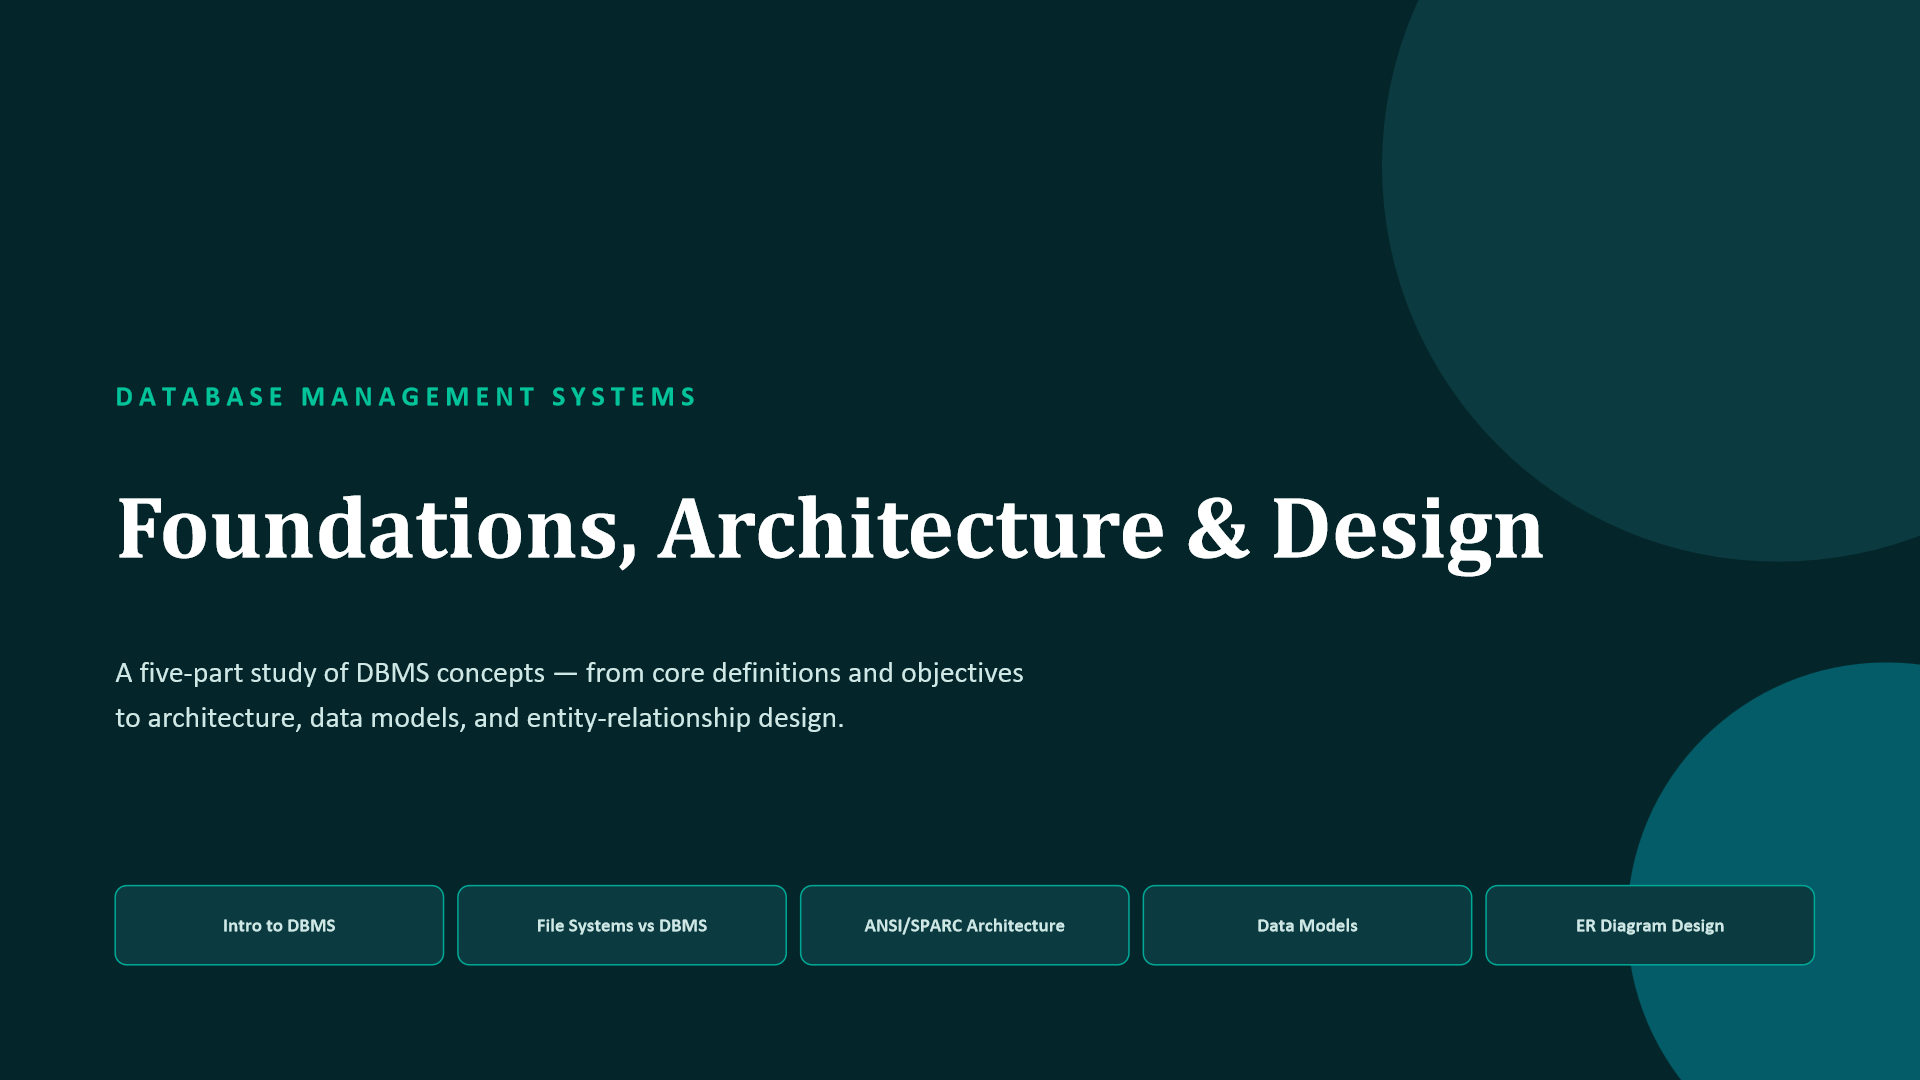 DATABASE MANAGEMENT SYSTEMS
Foundations, Architecture & Design
A five-part study of DBMS concepts — from core definitions and objectives
to architecture, data models, and entity-relationship design.
Intro to DBMS
File Systems vs DBMS
ANSI/SPARC Architecture
Data Models
ER Diagram Design